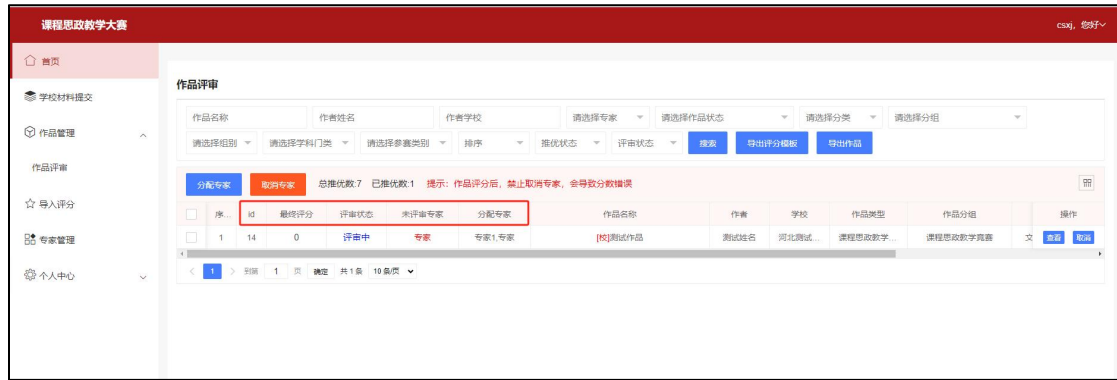 课程思政教学大赛
csxj，您好
首页
学校材料提交
作品管理
作品评审
导入评分
专家管理
个人中心
作品评审
作品名称 作者姓名 作者学校 请选择专家 请选择作品状态 请选择分类 请选择分组
请选择组别 请选择学科门类 请选择参赛类别 排序 推优状态 评审状态 搜索 导出评分模板 导出作品
分配专家 取消专家 总推优数:7 已推优数:1 提示：作品评分后，禁止取消专家，会导致分数错误
序... id 最终评分 评审状态 未评审专家 分配专家 作品名称 作者 学校 作品类型 作品分组 操作
1 14 0 评审中 专家 专家1,专家 [校]测试作品 测试姓名 河北测试... 课程思政教学... 课程思政教学竞赛 文 查看 取消
1 到第 1 页 确定 共1条 10条/页